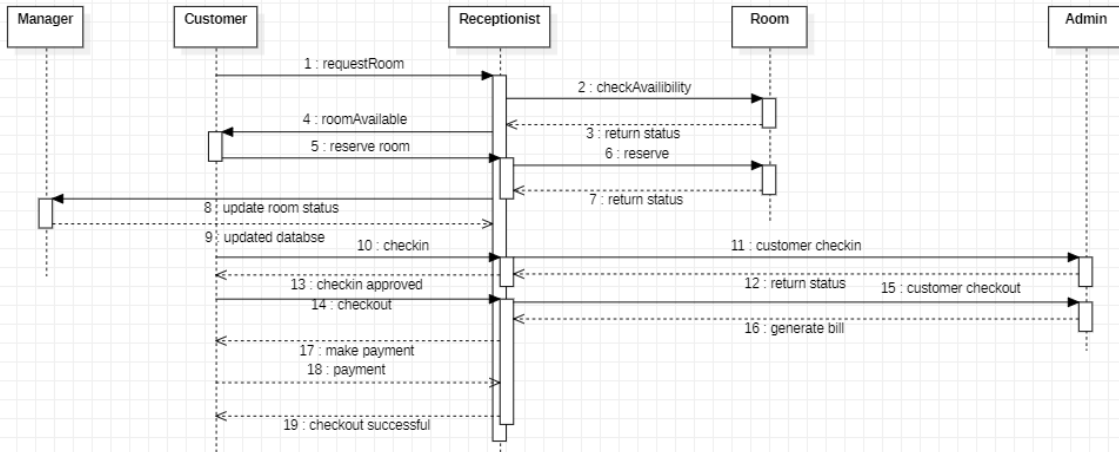 Manager
Customer
Receptionist
Room
Admin
1 : requestRoom
2 : checkAvailibility
3 : return status
4 : roomAvailable
5 : reserve room
6 : reserve
7 : return status
8 : update room status
9 : updated databse
10 : checkin
11 : customer checkin
12 : return status
13 : checkin approved
14 : checkout
15 : customer checkout
16 : generate bill
17 : make payment
18 : payment
19 : checkout successful